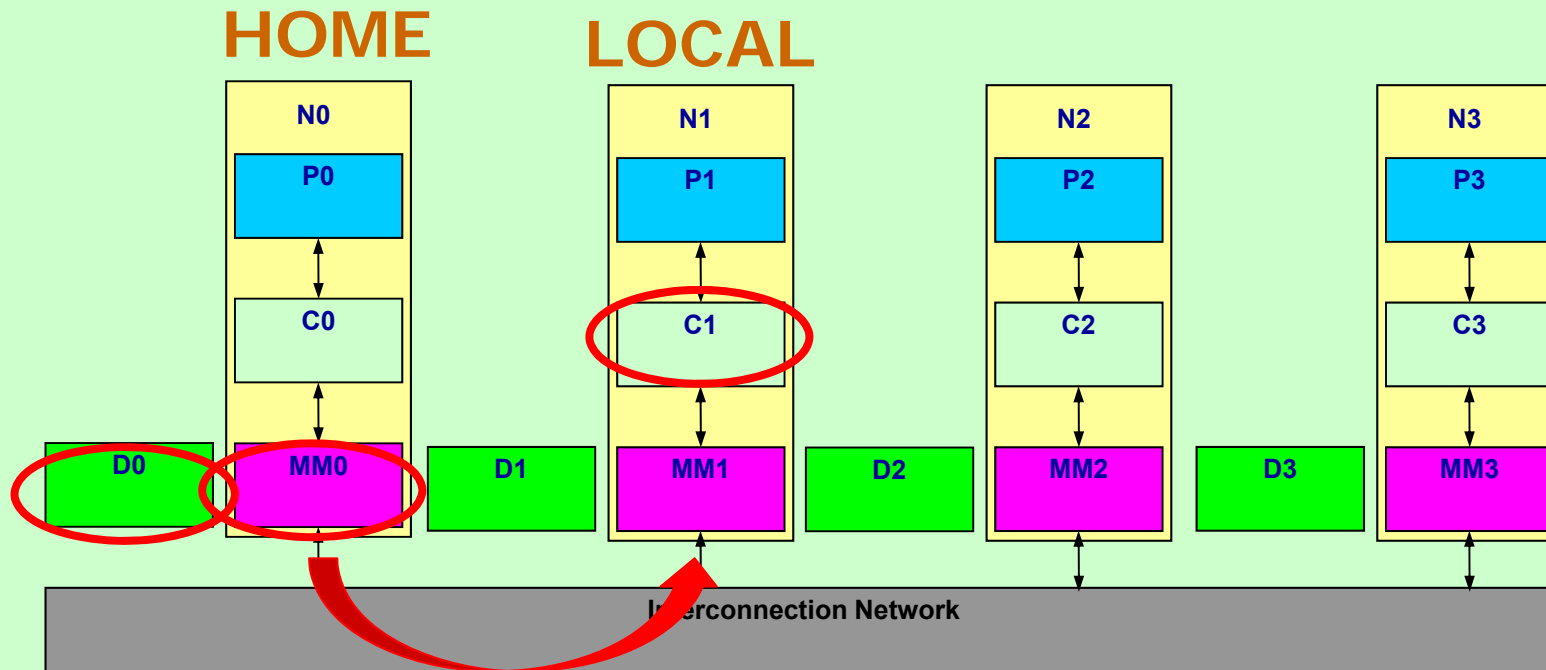 HOME
LOCAL
N0
N1
N2
N3
P0
P1
P2
P3
C0
C1
C2
C3
D0
MM0
D1
MM1
D2
MM2
D3
MM3
Interconnection Network